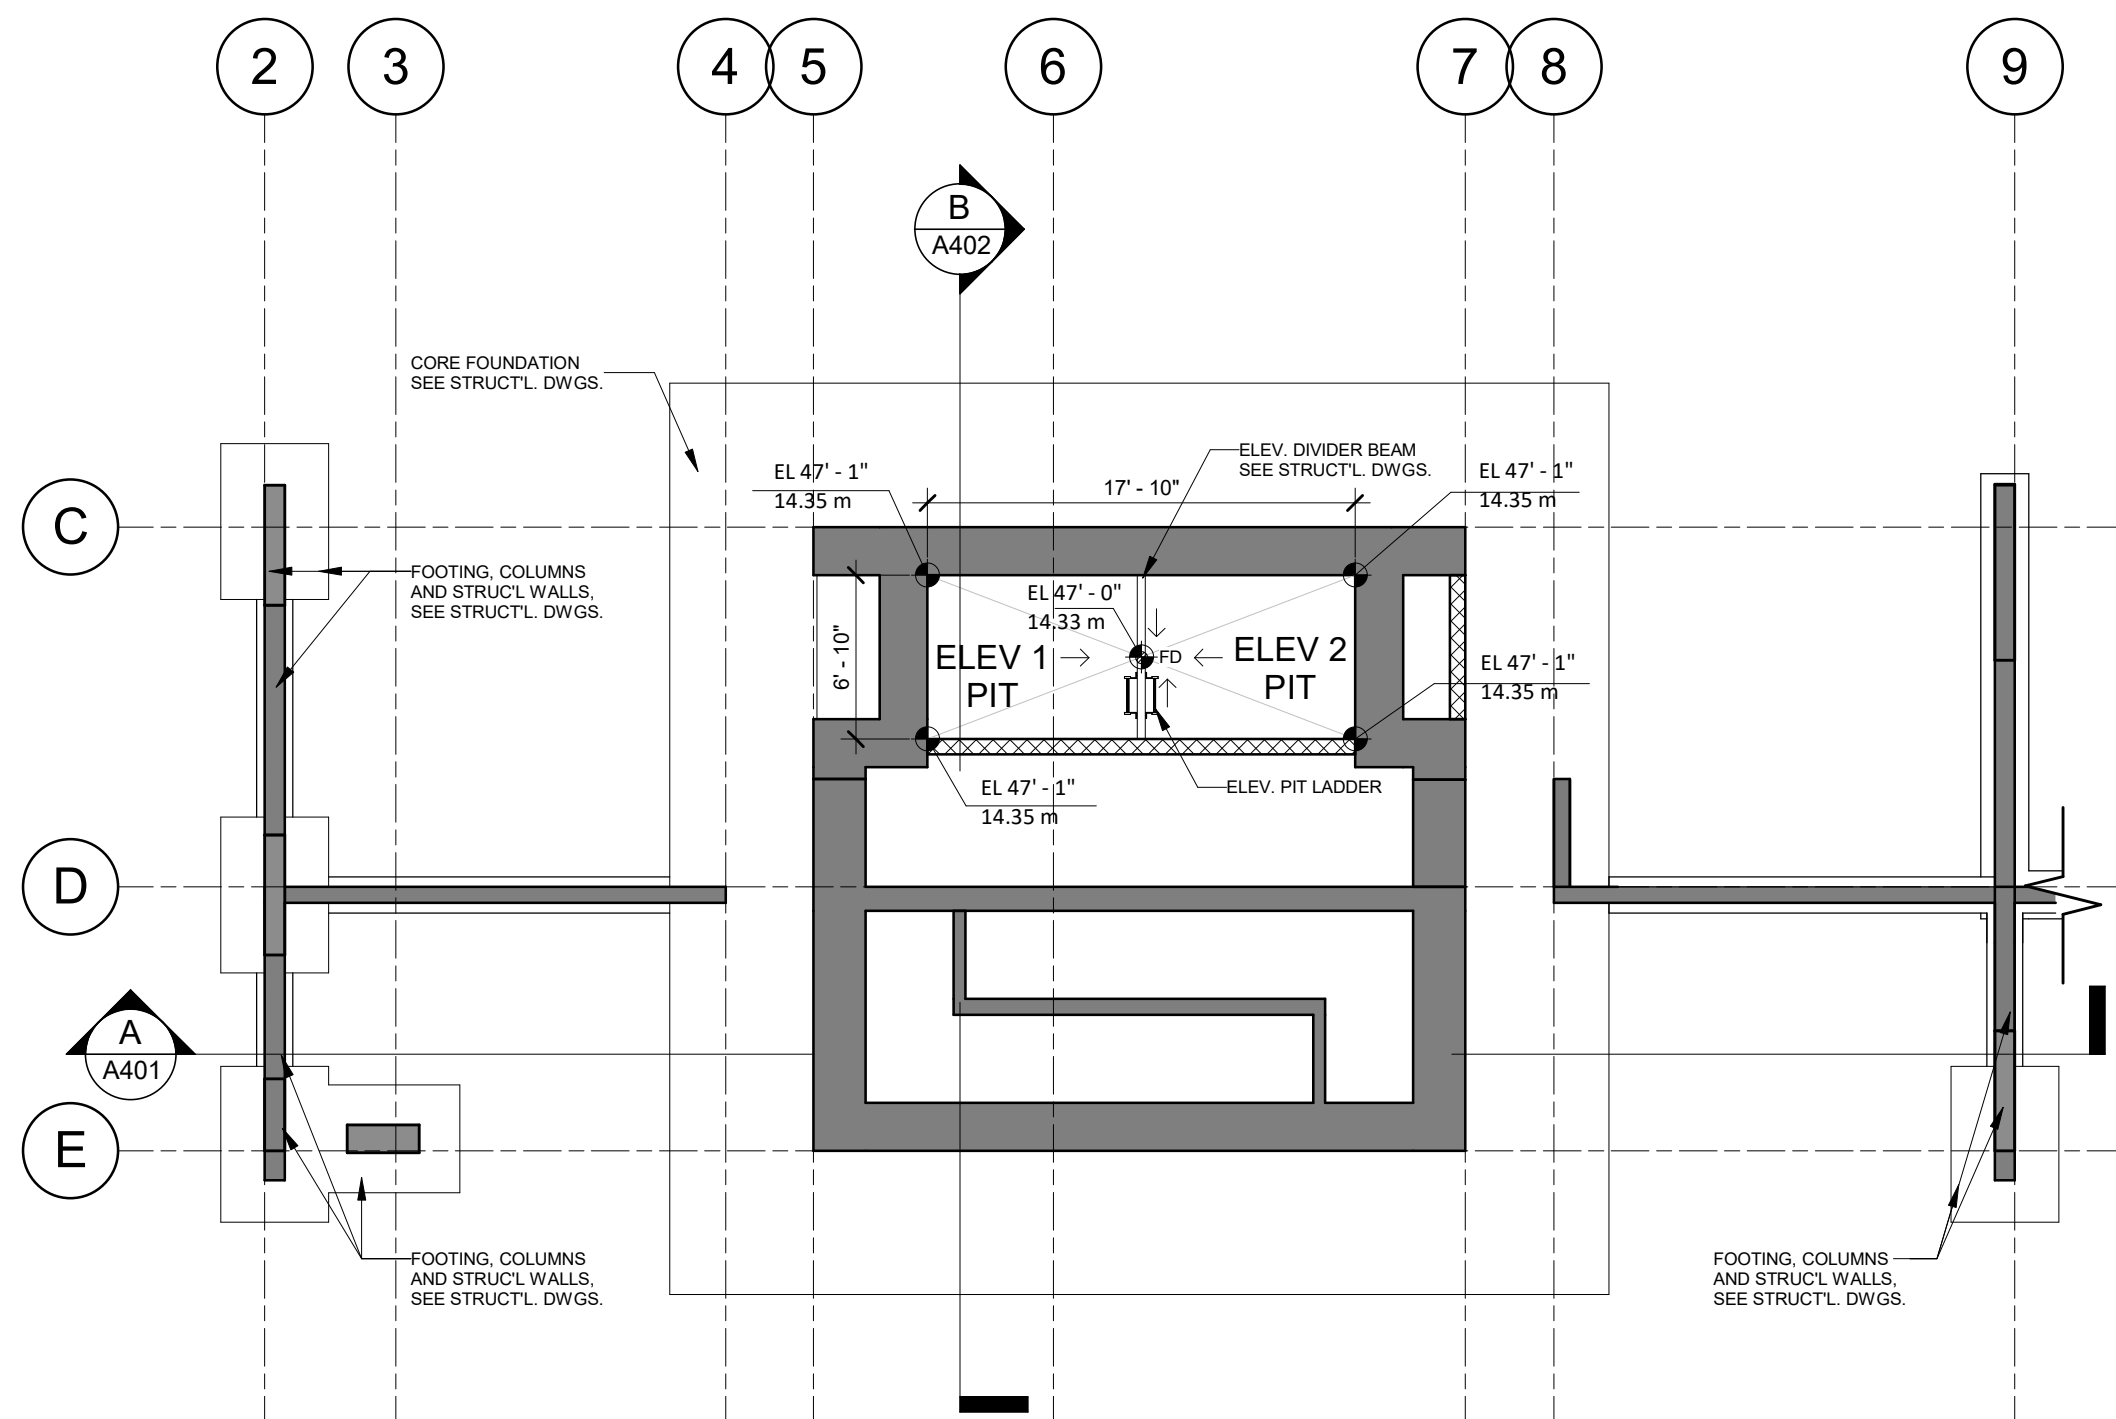 2
3
4
5
6
7
8
9
B
A402
CORE FOUNDATION
SEE STRUCT'L. DWGS.
ELEV. DIVIDER BEAM
SEE STRUCT'L. DWGS.
EL 47' - 1"
14.35 m
17' - 10"
EL 47' - 1"
14.35 m
C
FOOTING, COLUMNS
AND STRUC'L WALLS,
SEE STRUCT'L. DWGS.
EL 47' - 0"
14.33 m
6' - 10"
ELEV 1
PIT
FD
ELEV 2
PIT
EL 47' - 1"
14.35 m
EL 47' - 1"
14.35 m
ELEV. PIT LADDER
D
A
A401
E
FOOTING, COLUMNS
AND STRUC'L WALLS,
SEE STRUCT'L. DWGS.
FOOTING, COLUMNS
AND STRUC'L WALLS,
SEE STRUCT'L. DWGS.